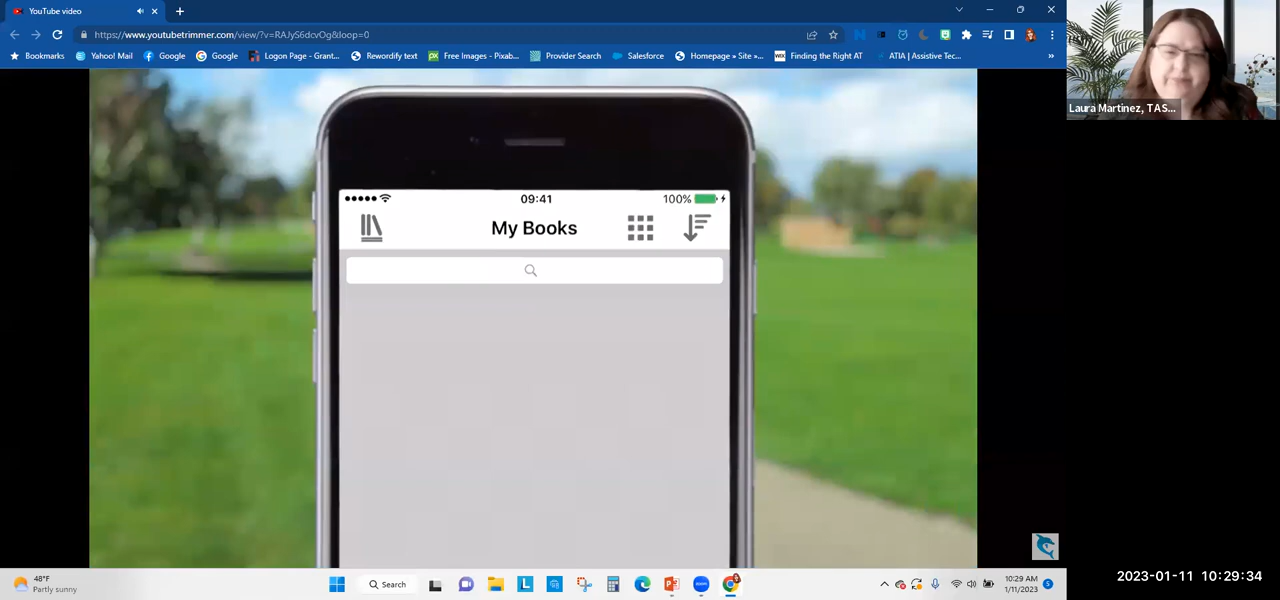 YouTube video
https://www.youtubetrimmer.com/view/?v=RAJyS6dcvOg&loop=0
Bookmarks Yahoo! Mail Google Google Logon Page - Grant... Rewordify text Free Images - Pixab... Provider Search Salesforce Homepage » Site »... Finding the Right AT ATIA | Assistive Tec... »
Laura Martinez, TAS...
09:41 100%
My Books
48°F
Partly sunny
Search
10:29 AM
1/11/2023
5
2023-01-11 10:29:34